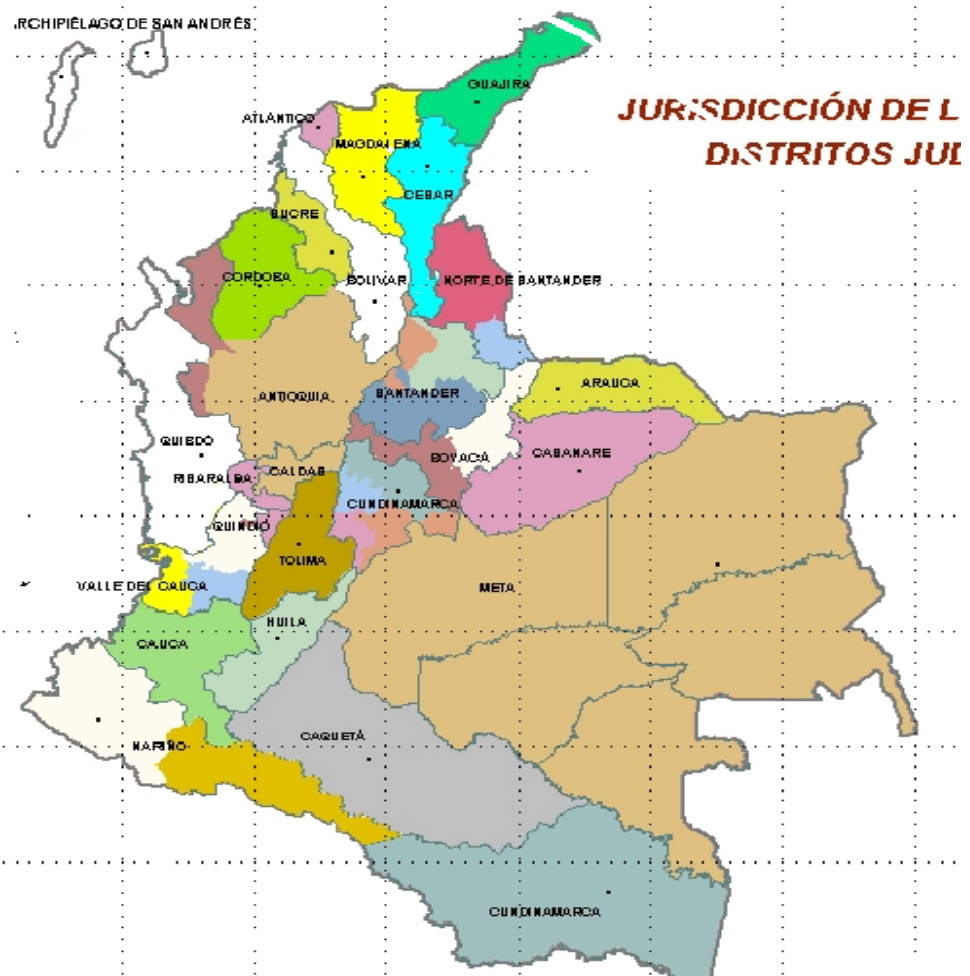 RCHIPIÉLAGO DE SAN ANDRÉS
GUAJIRA
JURISDICCIÓN DE L
DISTRITOS JUD
ATLANTICO
MAGDALENA
CESAR
SUCRE
CORDOBA
BOLIVAR
NORTE DE SANTANDER
ARAUCA
SANTANDER
ANTIOQUIA
QUIBDO
BOYACÁ
CASANARE
CALDAS
RISARALDA
CUNDINAMARCA
QUINDIO
TOLIMA
VALLE DEL CAUCA
META
HUILA
CAUCA
CAQUETÁ
NARIÑO
CUNDINAMARCA